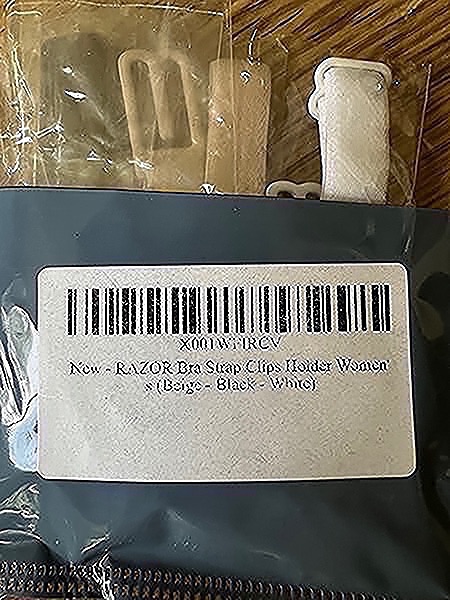 New - RAZOR Bra Strap Clips Holder Women'
s (Beige - Black - White)